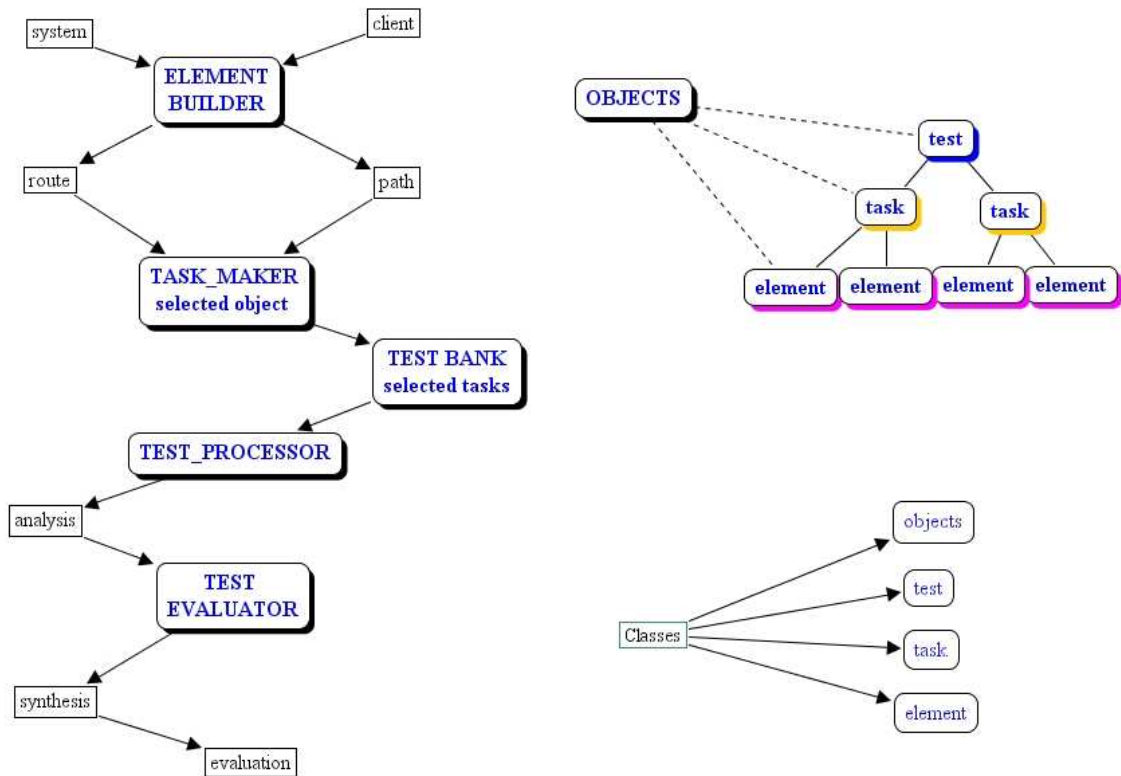 system
client
ELEMENT
BUILDER
route
path
TASK_MAKER
selected object
TEST BANK
selected tasks
TEST_PROCESSOR
analysis
TEST
EVALUATOR
synthesis
evaluation
OBJECTS
test
task
task
element
element
element
element
Classes
objects
test
task
element